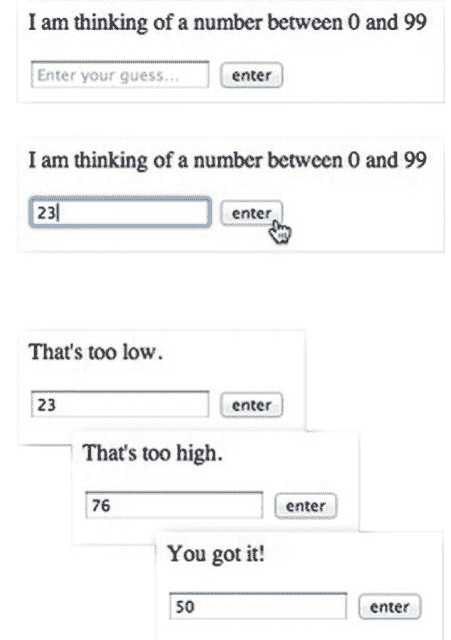 I am thinking of a number between 0 and 99
Enter your guess... enter
I am thinking of a number between 0 and 99
23 enter
That's too low.
23 enter
That's too high.
76 enter
You got it!
50 enter